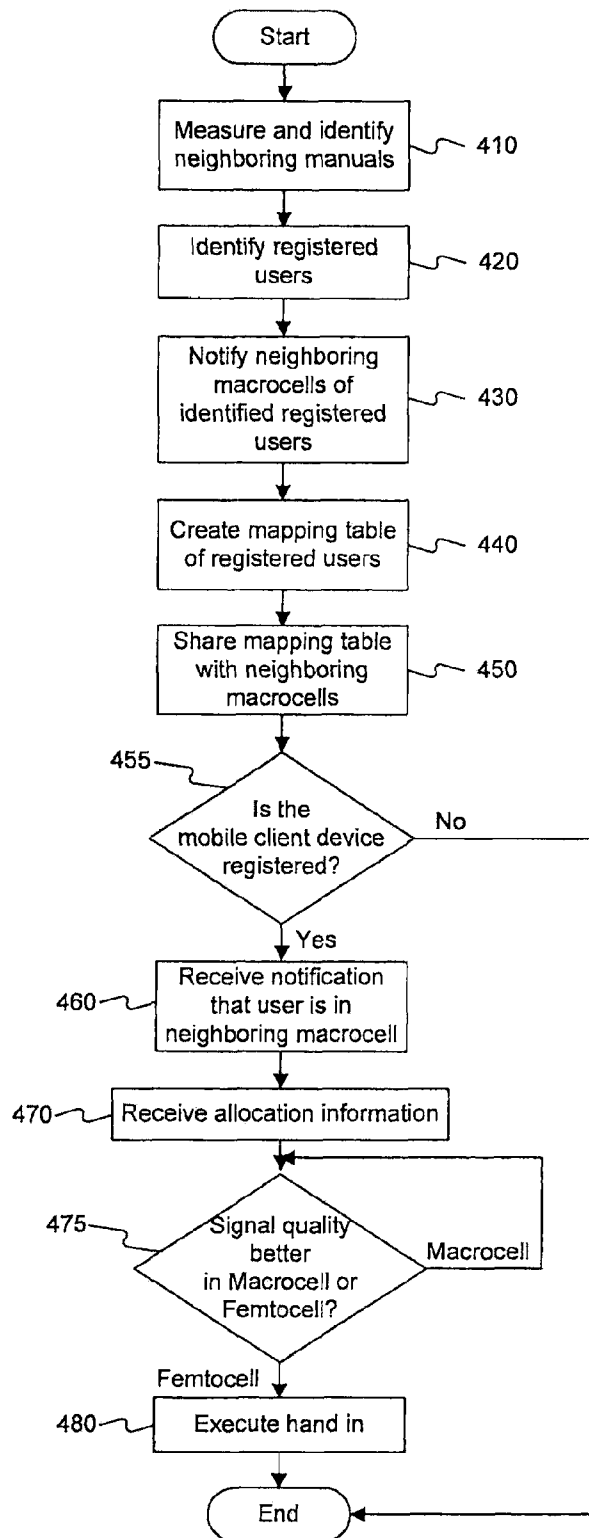 Start
Measure and identify
neighboring manuals
410
Identify registered
users
420
Notify neighboring
macrocells of
identified registered
users
430
Create mapping table
of registered users
440
Share mapping table
with neighboring
macrocells
450
455
Is the
mobile client device
registered?
No
Yes
Receive notification
that user is in
neighboring macrocell
460
470
Receive allocation information
475
Signal quality
better
in Macrocell or
Femtocell?
Macrocell
Femtocell
480
Execute hand in
End